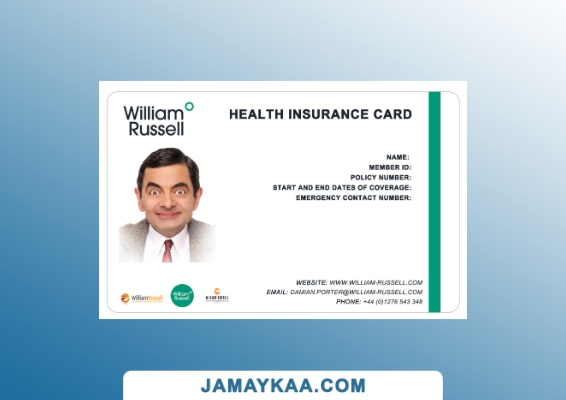 William
Russell
HEALTH INSURANCE CARD
NAME:
MEMBER ID:
POLICY NUMBER:
START AND END DATES OF COVERAGE:
EMERGENCY CONTACT NUMBER:
WilliamRussell
William
Russell
WEBSITE: WWW.WILLIAM-RUSSELL.COM
EMAIL: DAMIAN.PORTER@WILLIAM-RUSSELL.COM
PHONE: +44 (0)1276 543 348
JAMAYKAA.COM